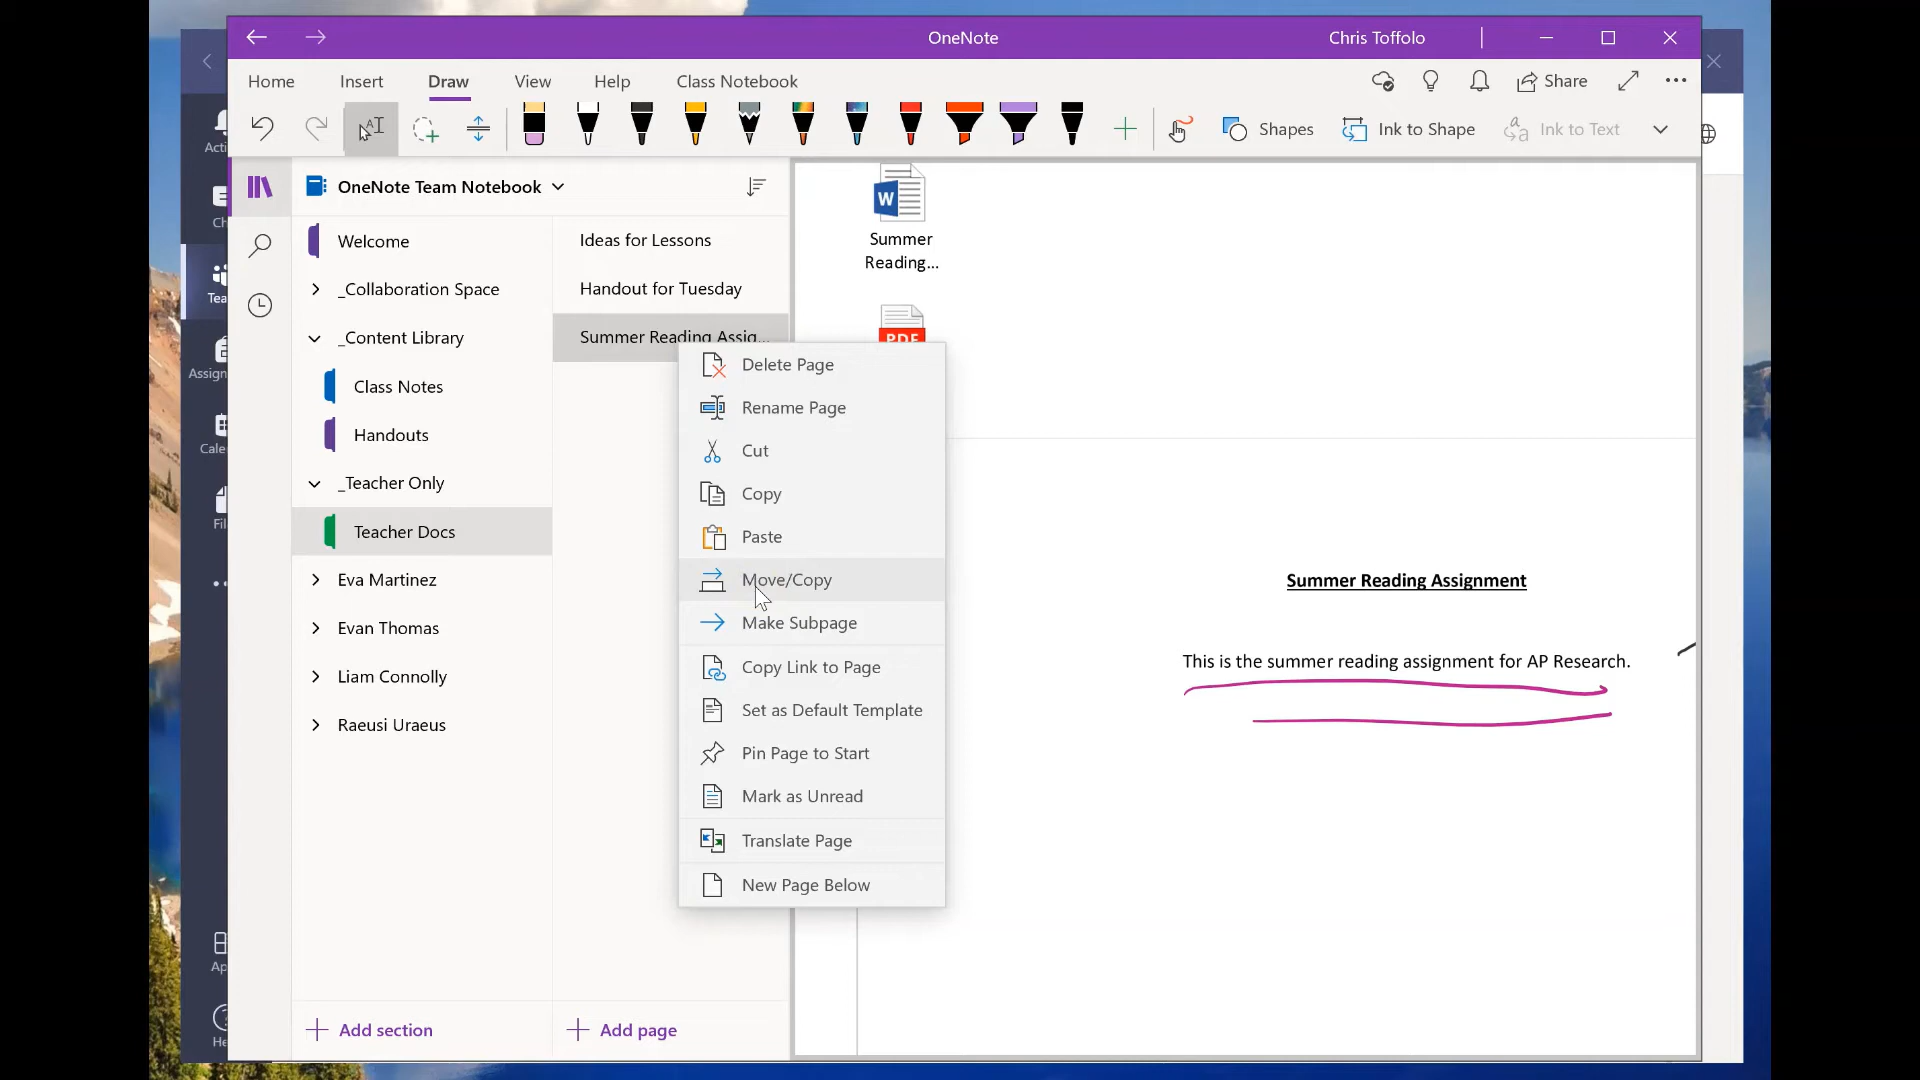 OneNote
Chris Toffolo
Home
Insert
Draw
View
Help
Class Notebook
Share
Shapes
Ink to Shape
Ink to Text
OneNote Team Notebook
Welcome
_Collaboration Space
_Content Library
Class Notes
Handouts
_Teacher Only
Teacher Docs
Eva Martinez
Evan Thomas
Liam Connolly
Raeusi Uraeus
Add section
Ideas for Lessons
Handout for Tuesday
Summer Reading Assig...
Add page
Delete Page
Rename Page
Cut
Copy
Paste
Move/Copy
Make Subpage
Copy Link to Page
Set as Default Template
Pin Page to Start
Mark as Unread
Translate Page
New Page Below
W
Summer
Reading...
PDF
Summer Reading Assignment
This is the summer reading assignment for AP Research.